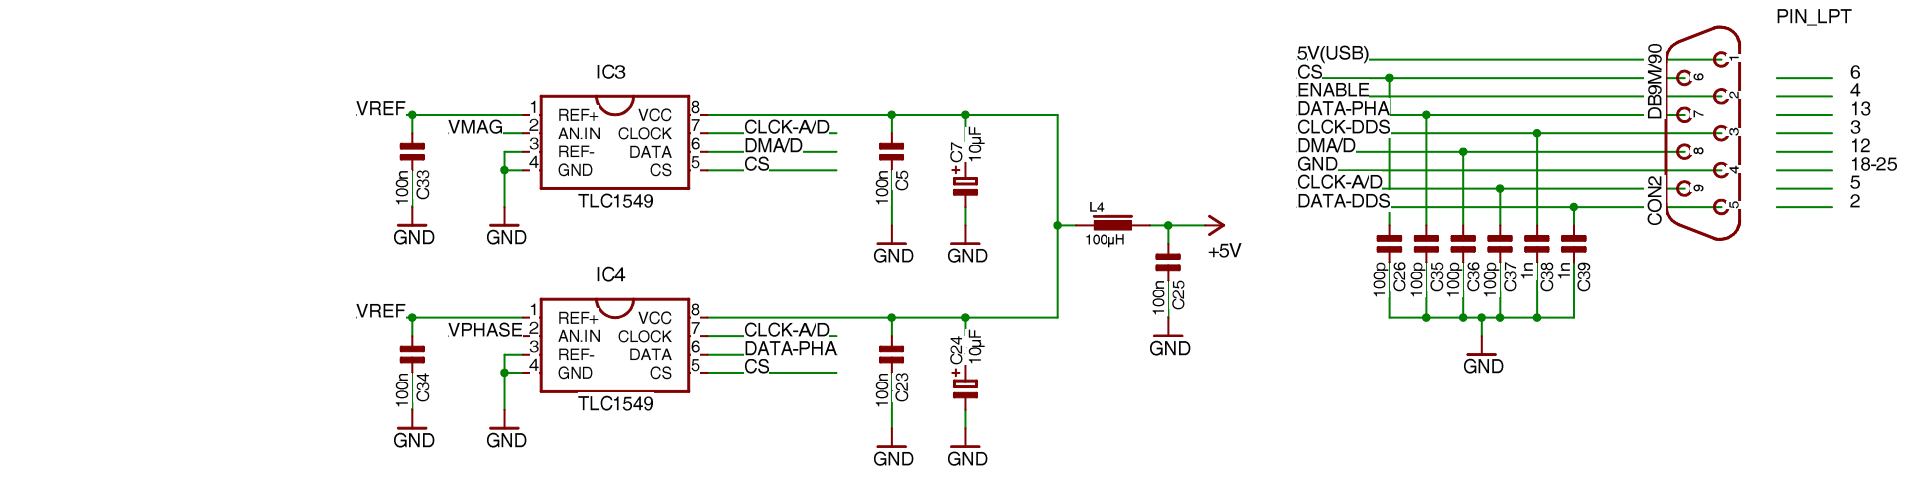 PIN_LPT
IC3
VREF
1 REF+ VCC 8
VMAG 2 AN.IN CLOCK 7 CLCK-A/D
3 REF- DATA 6 DMA/D
4 GND CS 5 CS
TLC1549
100n C33
GND
GND
100n C5
GND
C7 10µF
+
GND
L4
100µH
+5V
100n C25
GND
IC4
VREF
1 REF+ VCC 8
VPHASE 2 AN.IN CLOCK 7 CLCK-A/D
3 REF- DATA 6 DATA-PHA
4 GND CS 5 CS
TLC1549
100n C34
GND
GND
100n C23
GND
C24 10µF
+
GND
5V(USB) 1
CS 6 6
ENABLE 2 4
DATA-PHA 7 13
CLCK-DDS 3 3
DMA/D 8 12
GND 4 18-25
CLCK-A/D 9 5
DATA-DDS 5 2
DB9M/90
CON2
100p C26
100p C35
100p C36
100p C37
1n C38
1n C39
GND